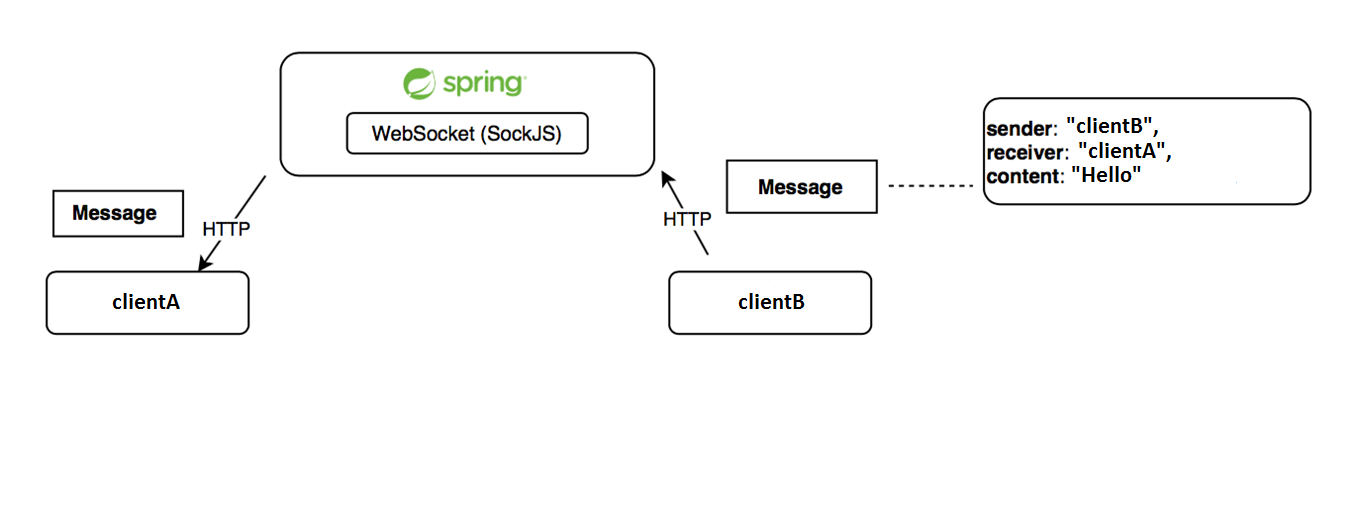 spring
WebSocket (SockJS)
Message
HTTP
clientA
HTTP
clientB
Message
sender: "clientB",
receiver: "clientA",
content: "Hello"